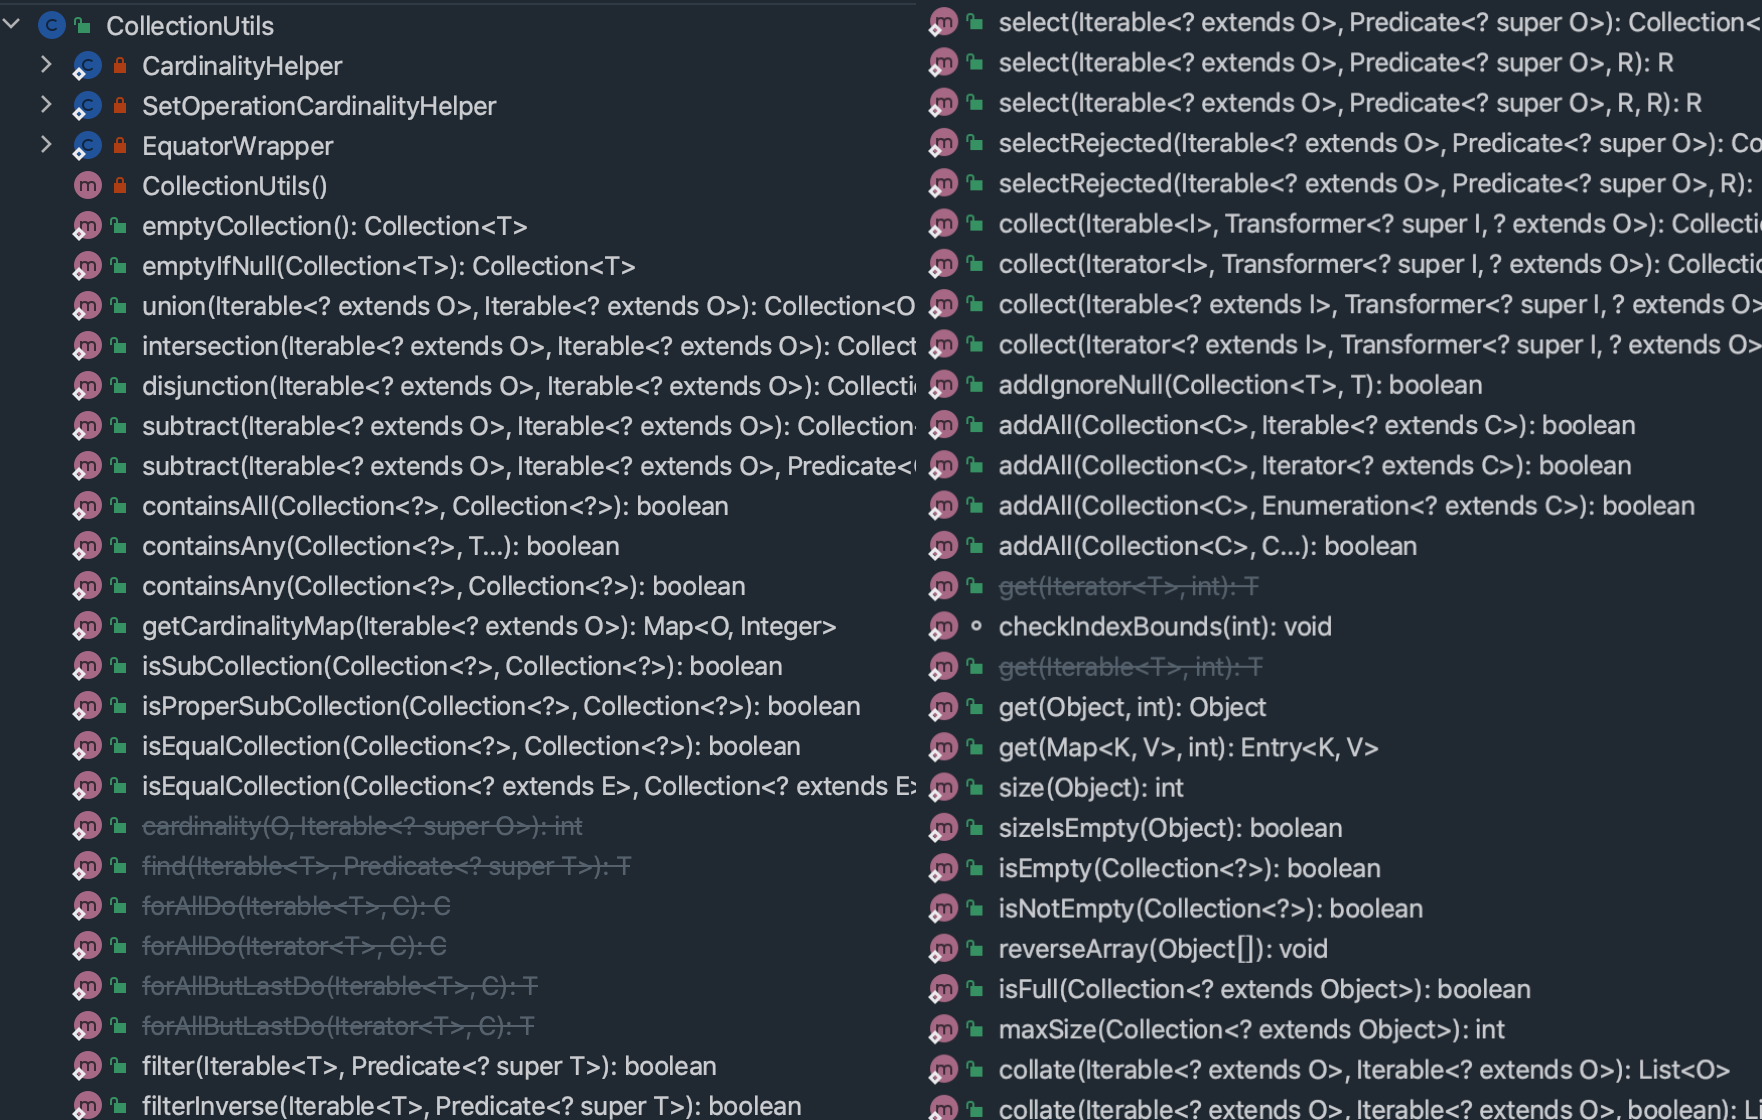 CollectionUtils
CardinalityHelper
SetOperationCardinalityHelper
EquatorWrapper
CollectionUtils()
emptyCollection(): Collection<T>
emptyIfNull(Collection<T>): Collection<T>
union(Iterable<? extends O>, Iterable<? extends O>): Collection<O
intersection(Iterable<? extends O>, Iterable<? extends O>): Collect
disjunction(Iterable<? extends O>, Iterable<? extends O>): Collecti
subtract(Iterable<? extends O>, Iterable<? extends O>): Collection
subtract(Iterable<? extends O>, Iterable<? extends O>, Predicate<
containsAll(Collection<?>, Collection<?>): boolean
containsAny(Collection<?>, T...): boolean
containsAny(Collection<?>, Collection<?>): boolean
getCardinalityMap(Iterable<? extends O>): Map<O, Integer>
isSubCollection(Collection<?>, Collection<?>): boolean
isProperSubCollection(Collection<?>, Collection<?>): boolean
isEqualCollection(Collection<?>, Collection<?>): boolean
isEqualCollection(Collection<? extends E>, Collection<? extends E>
cardinality(O, Iterable<? super O>): int
find(Iterable<T>, Predicate<? super T>): T
forAllDo(Iterable<T>, C): C
forAllDo(Iterator<T>, C): C
forAllButLastDo(Iterable<T>, C): T
forAllButLastDo(Iterator<T>, C): T
filter(Iterable<T>, Predicate<? super T>): boolean
filterInverse(Iterable<T>, Predicate<? super T>): boolean
select(Iterable<? extends O>, Predicate<? super O>): Collection<
select(Iterable<? extends O>, Predicate<? super O>, R): R
select(Iterable<? extends O>, Predicate<? super O>, R, R): R
selectRejected(Iterable<? extends O>, Predicate<? super O>): Co
selectRejected(Iterable<? extends O>, Predicate<? super O>, R):
collect(Iterable<I>, Transformer<? super I, ? extends O>): Collecti
collect(Iterator<I>, Transformer<? super I, ? extends O>): Collectio
collect(Iterable<? extends I>, Transformer<? super I, ? extends O>
collect(Iterator<? extends I>, Transformer<? super I, ? extends O>
addIgnoreNull(Collection<T>, T): boolean
addAll(Collection<C>, Iterable<? extends C>): boolean
addAll(Collection<C>, Iterator<? extends C>): boolean
addAll(Collection<C>, Enumeration<? extends C>): boolean
addAll(Collection<C>, C...): boolean
get(Iterator<T>, int): T
checkIndexBounds(int): void
get(Iterable<T>, int): T
get(Object, int): Object
get(Map<K, V>, int): Entry<K, V>
size(Object): int
sizeIsEmpty(Object): boolean
isEmpty(Collection<?>): boolean
isNotEmpty(Collection<?>): boolean
reverseArray(Object[]): void
isFull(Collection<? extends Object>): boolean
maxSize(Collection<? extends Object>): int
collate(Iterable<? extends O>, Iterable<? extends O>): List<O>
collate(Iterable<? extends O>, Iterable<? extends O>, boolean): Li